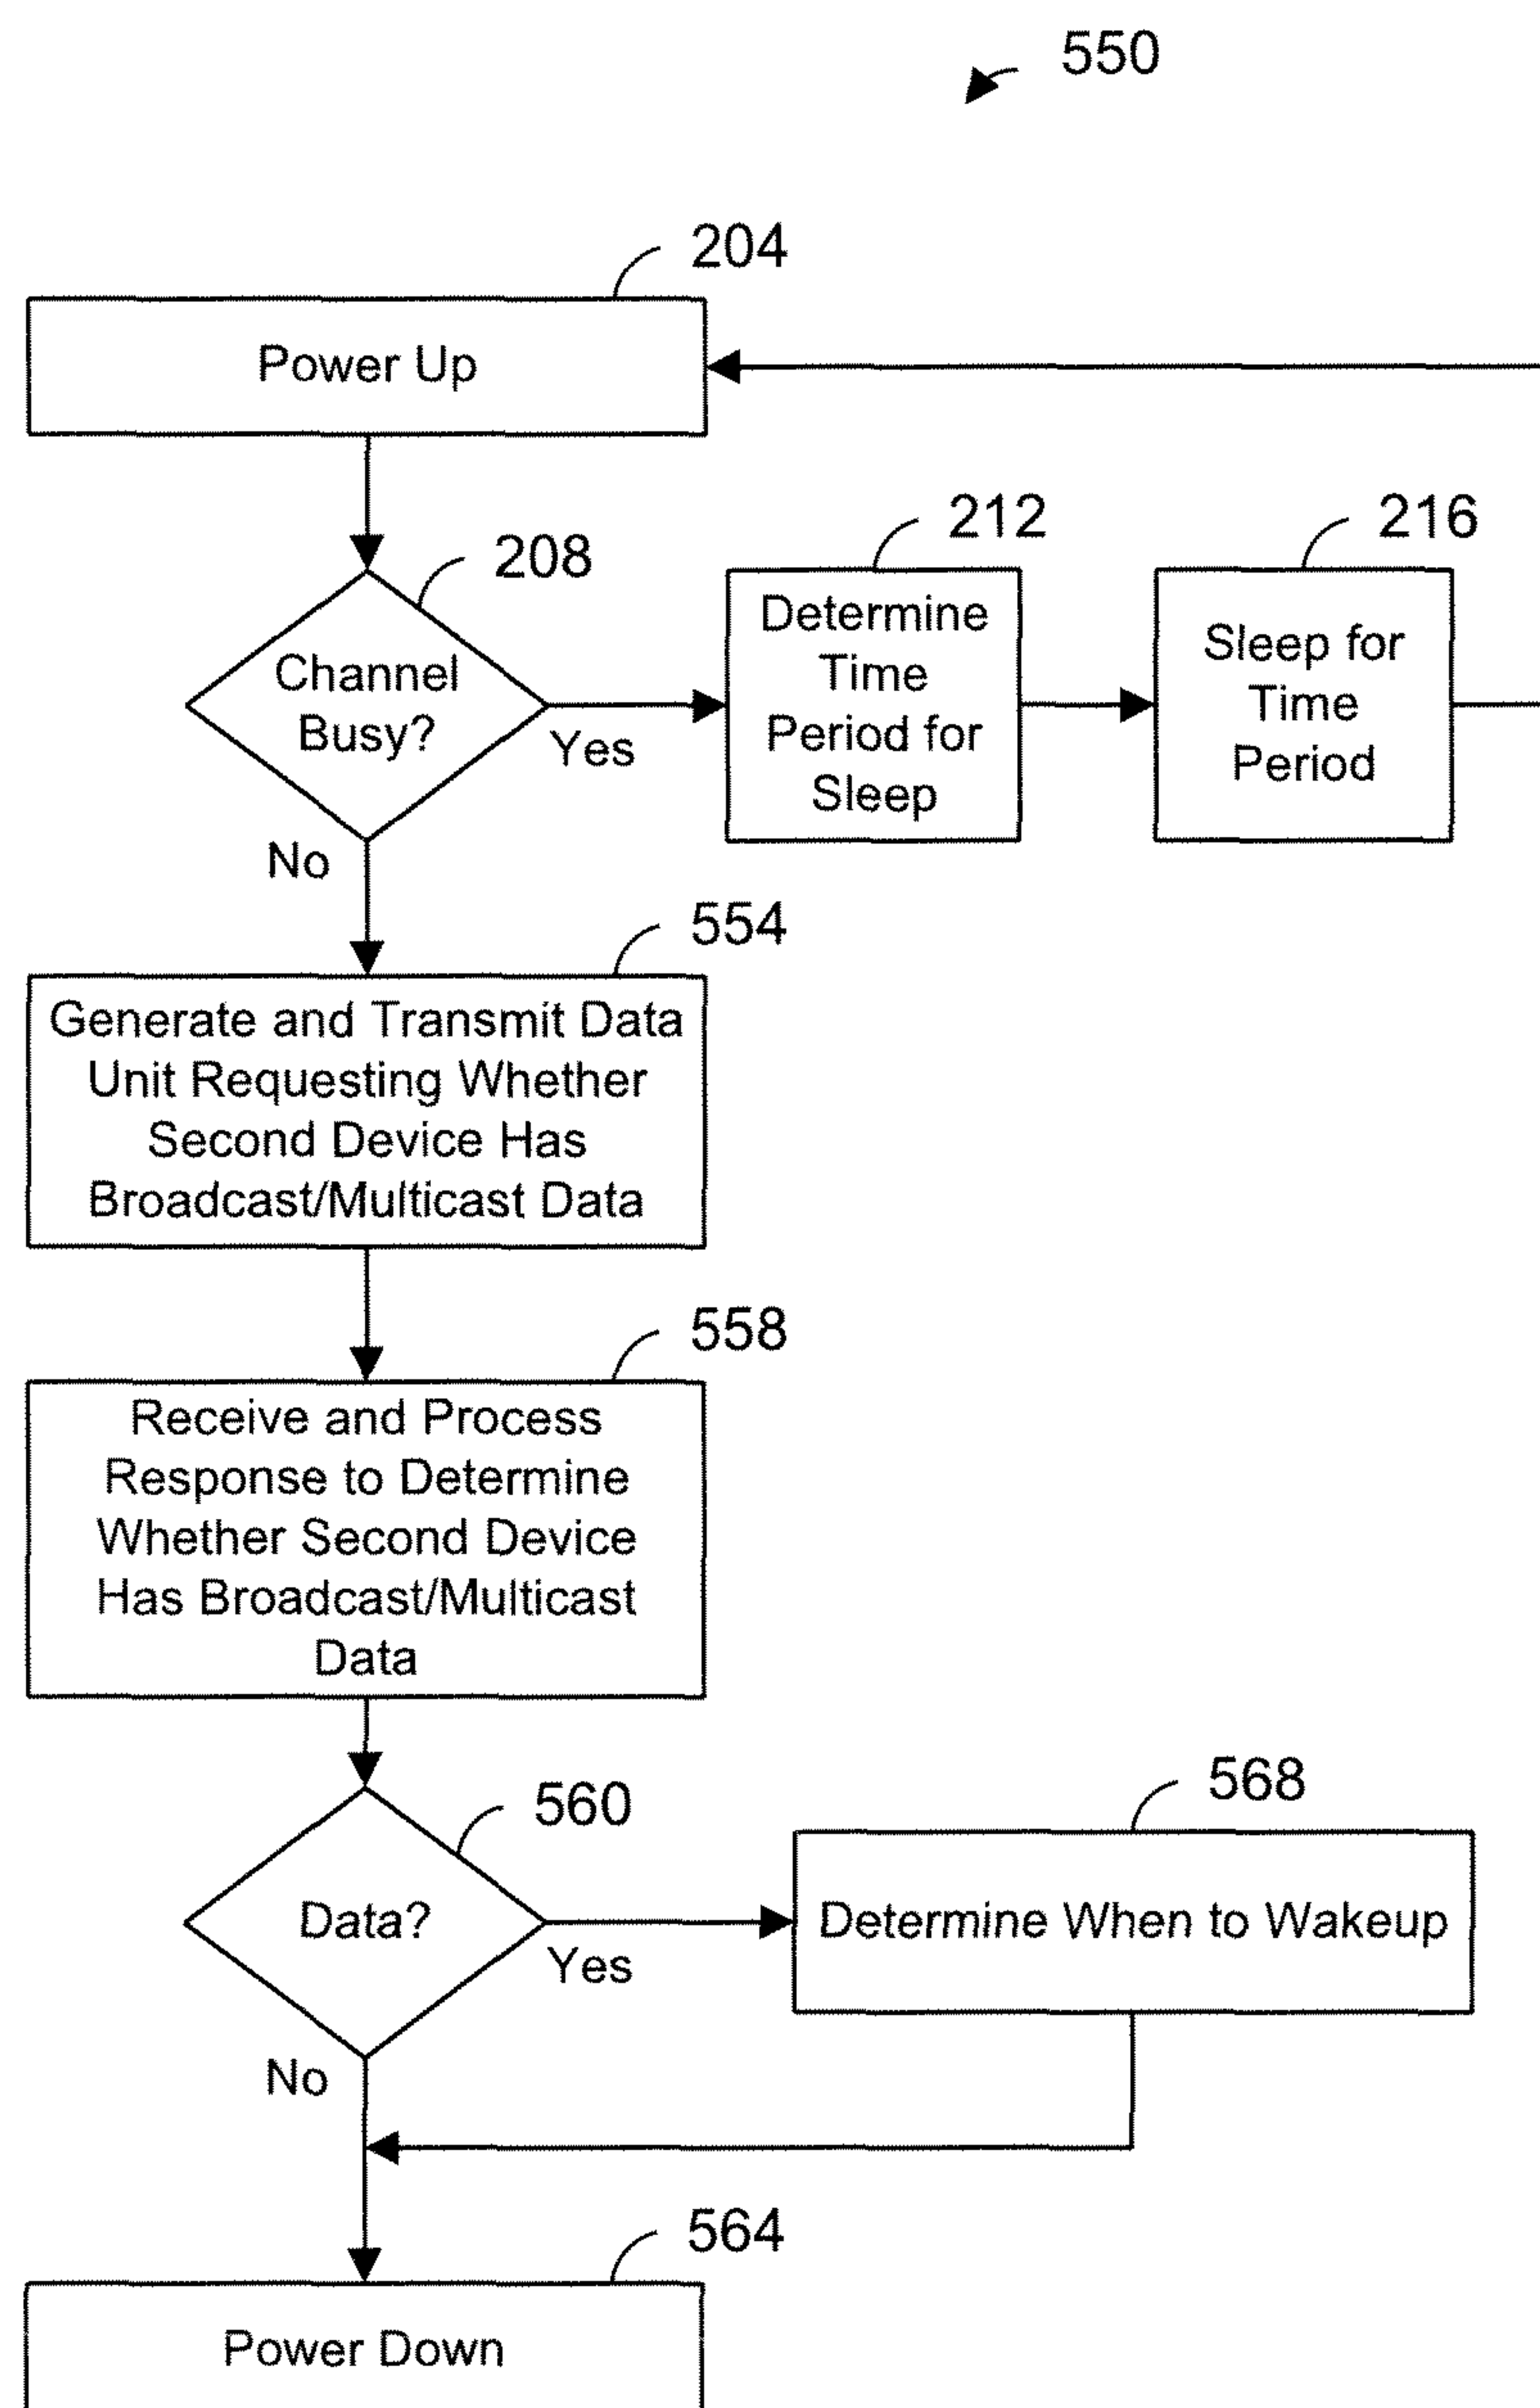 550
204
Power Up
208
Channel
Busy?
Yes
No
212
Determine
Time
Period for
Sleep
216
Sleep for
Time
Period
554
Generate and Transmit Data
Unit Requesting Whether
Second Device Has
Broadcast/Multicast Data
558
Receive and Process
Response to Determine
Whether Second Device
Has Broadcast/Multicast
Data
560
Data?
Yes
No
568
Determine When to Wakeup
564
Power Down